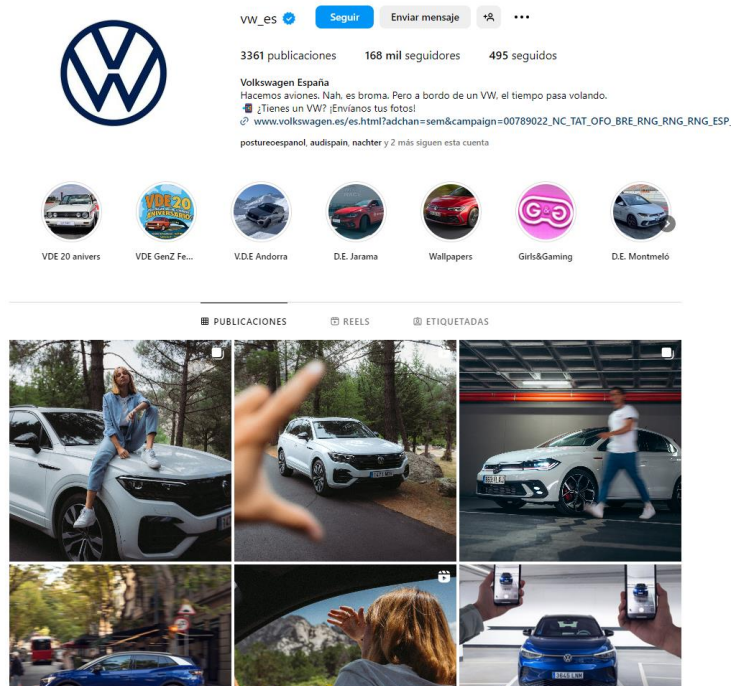 vw_es Seguir Enviar mensaje
3361 publicaciones 168 mil seguidores 495 seguidos
Volkswagen España
Hacemos aviones. Nah, es broma. Pero a bordo de un VW, el tiempo pasa volando.
¿Tienes un VW? ¡Envíanos tus fotos!
www.volkswagen.es/es.html?adchan=sem&campaign=00789022_NC_TAT_OFO_BRE_RNG_RNG_RNG_ESP_
postureoespanol, audispain, nachter y 2 más siguen esta cuenta
VDE 20
ANIVERSARIO
G&G
VDE 20 anivers VDE GenZ Fe... V.D.E Andorra D.E. Jarama Wallpapers Girls&Gaming D.E. Montmeló
PUBLICACIONES REELS ETIQUETADAS